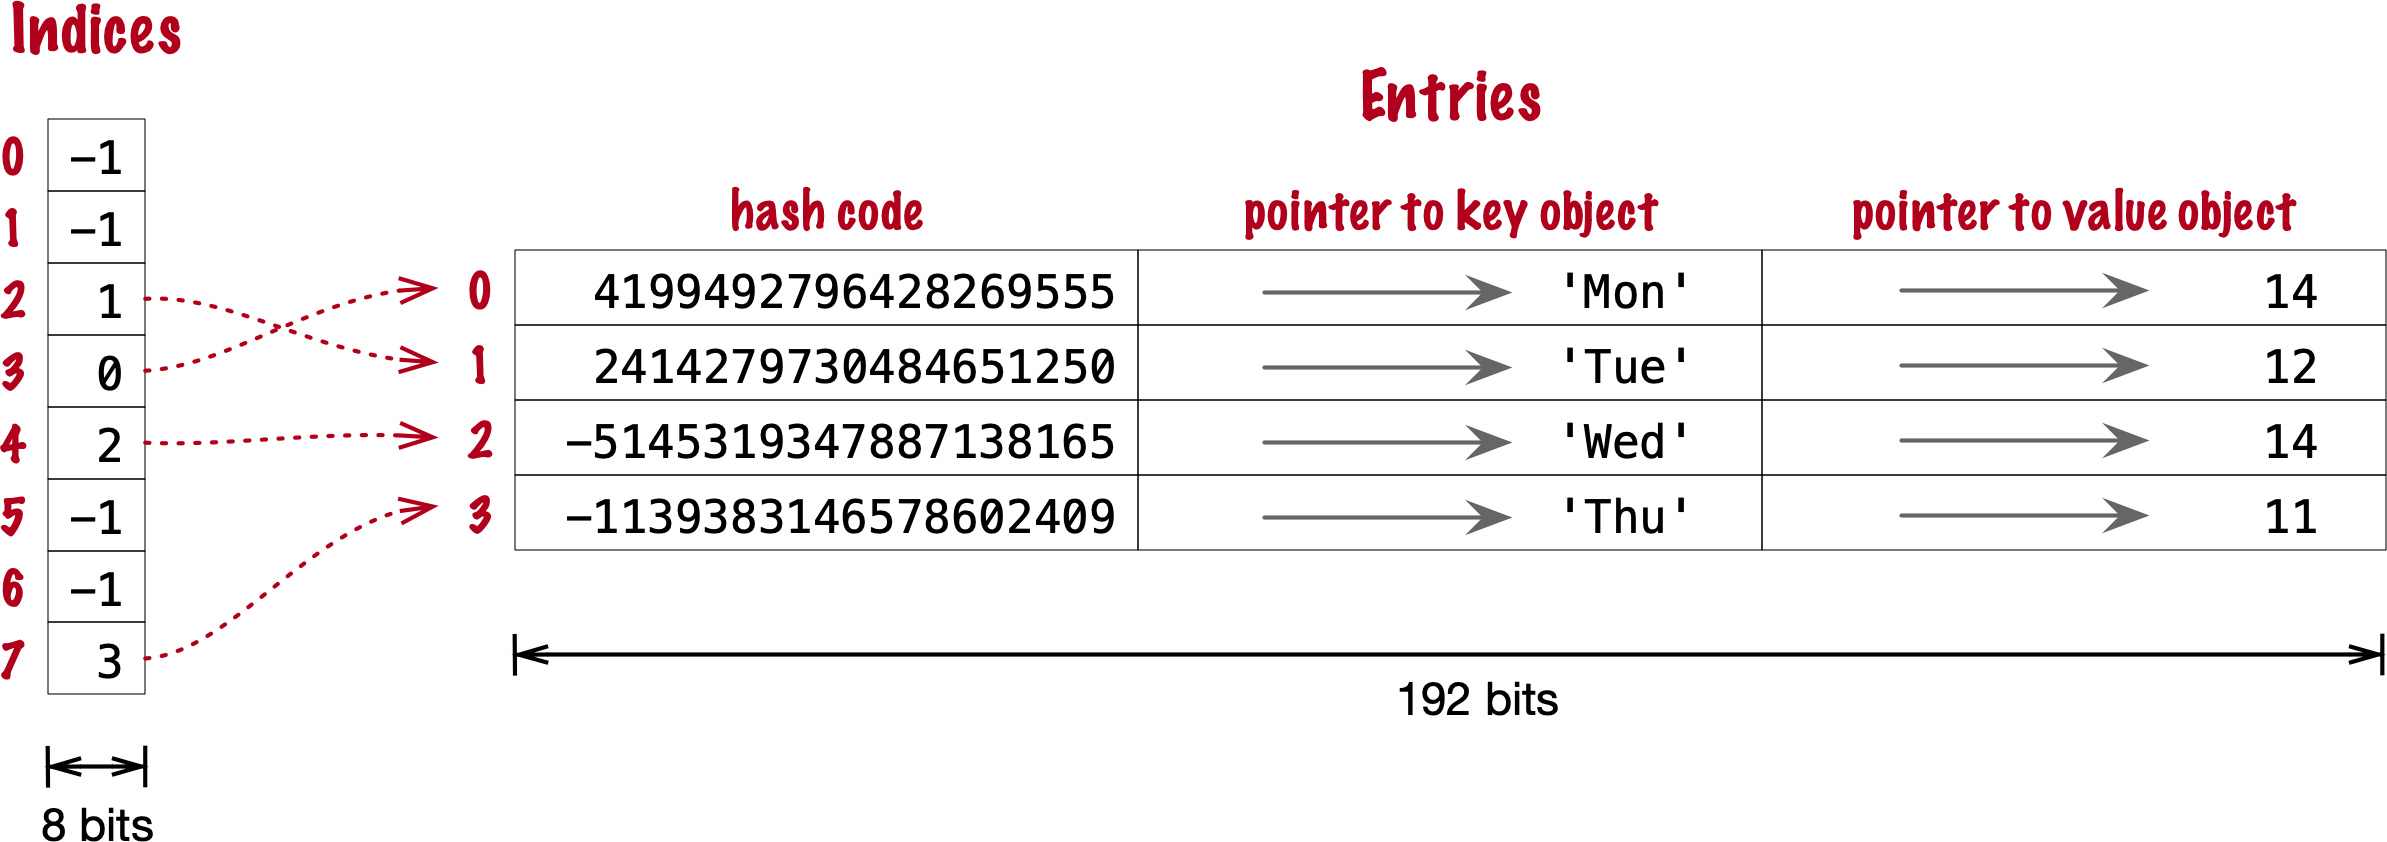 Indices
Entries
hash code pointer to key object pointer to value object
0 −1
1 −1
2 1
3 0
4 2
5 −1
6 −1
7 3
0 4199492796428269555 'Mon' 14
1 2414279730484651250 'Tue' 12
2 −5145319347887138165 'Wed' 14
3 −1139383146578602409 'Thu' 11
192 bits
8 bits